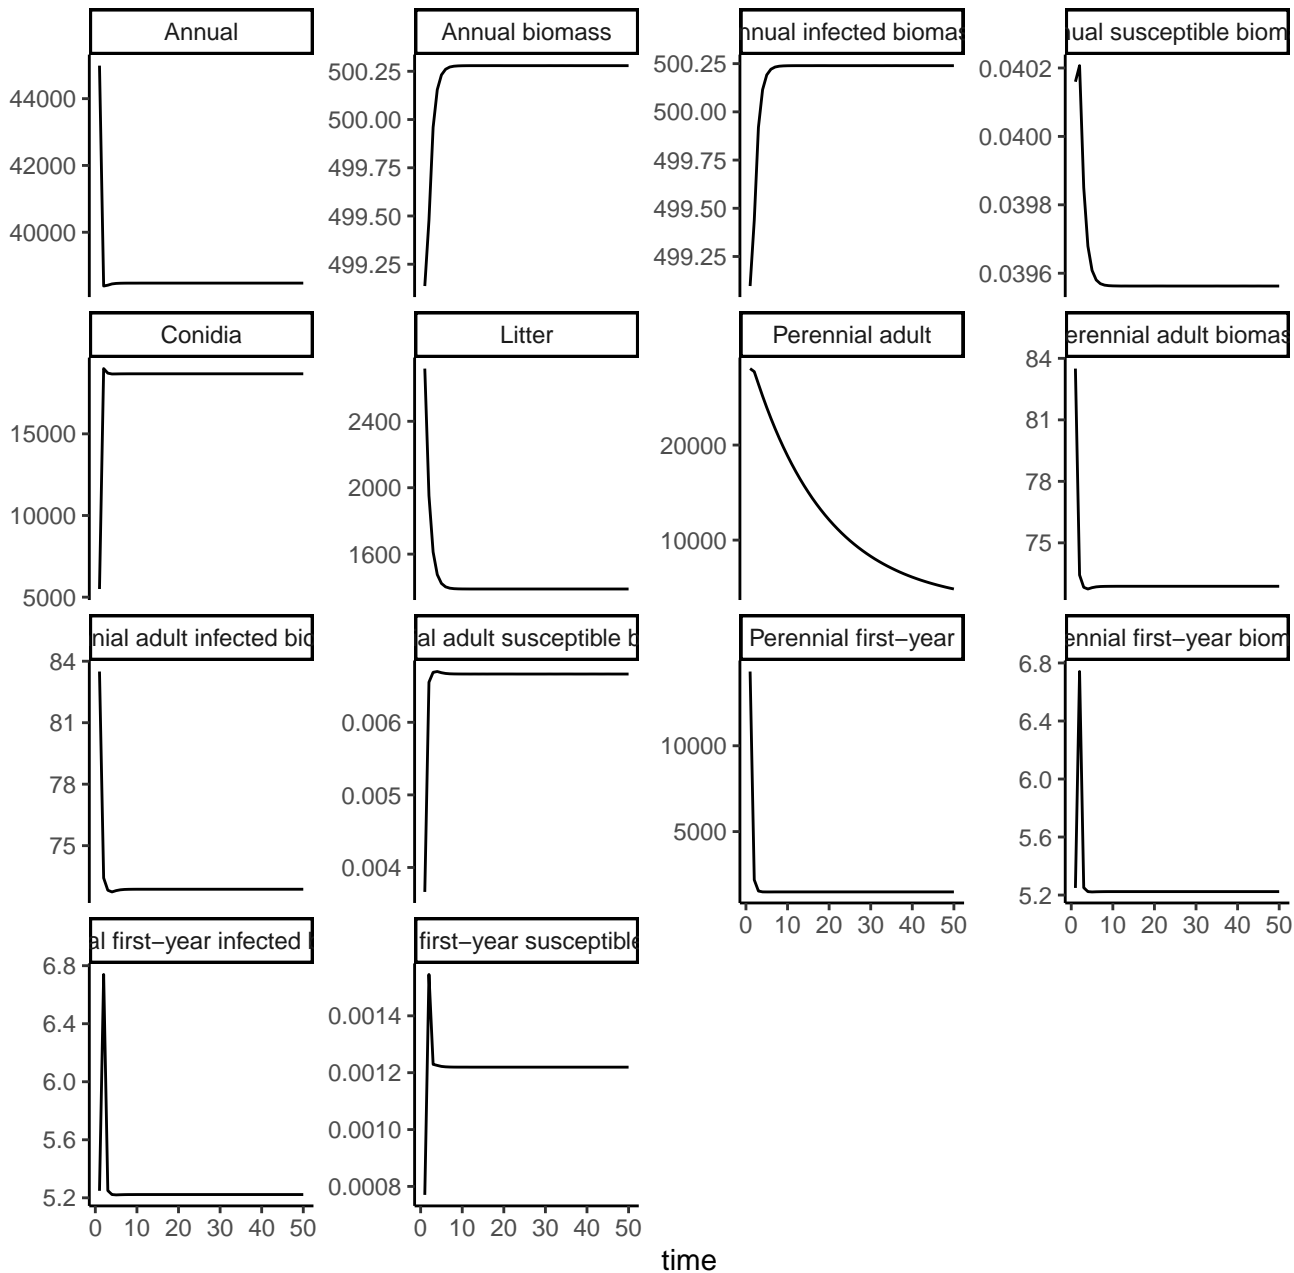 Annual
Annual biomass
nnual infected biomas
ual susceptible biom
44000
42000
40000
500.25
500.00
499.75
499.50
499.25
500.25
500.00
499.75
499.50
499.25
0.0402
0.0400
0.0398
0.0396
Conidia
Litter
Perennial adult
erennial adult biomas
15000
10000
5000
2400
2000
1600
20000
10000
84
81
78
75
nial adult infected bio
al adult susceptible b
Perennial first−year
ennial first−year biom
84
81
78
75
0.006
0.005
0.004
10000
5000
0 10 20 30 40 50
6.8
6.4
6.0
5.6
5.2
0 10 20 30 40 50
al first−year infected
first−year susceptible
6.8
6.4
6.0
5.6
5.2
0 10 20 30 40 50
0.0014
0.0012
0.0010
0.0008
0 10 20 30 40 50
time